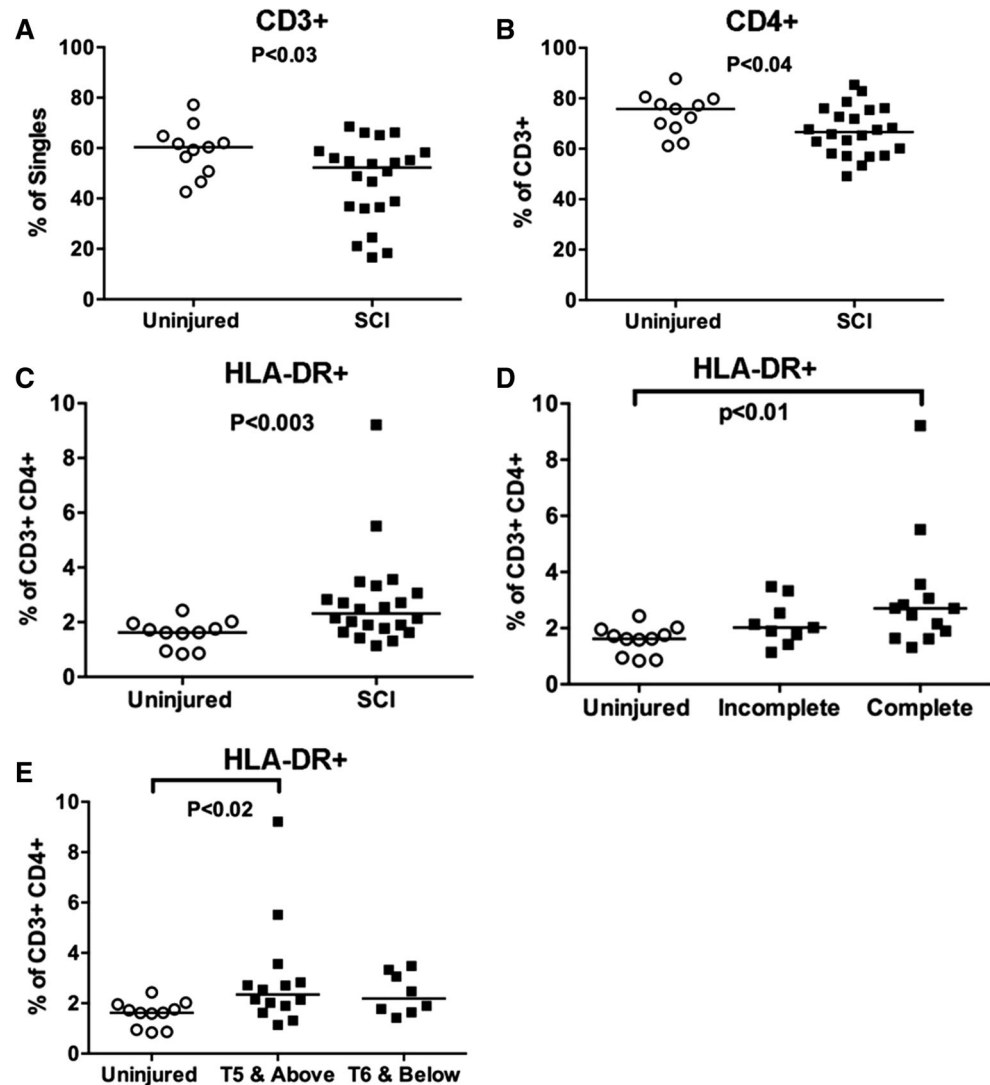 A
CD3+
P<0.03
% of Singles
100
80
60
40
20
0
Uninjured SCI
B
CD4+
P<0.04
% of CD3+
100
80
60
40
20
0
Uninjured SCI
C
HLA-DR+
P<0.003
% of CD3+ CD4+
10
8
6
4
2
0
Uninjured SCI
D
HLA-DR+
p<0.01
% of CD3+ CD4+
10
8
6
4
2
0
Uninjured Incomplete Complete
E
HLA-DR+
P<0.02
% of CD3+ CD4+
10
8
6
4
2
0
Uninjured T5 & Above T6 & Below